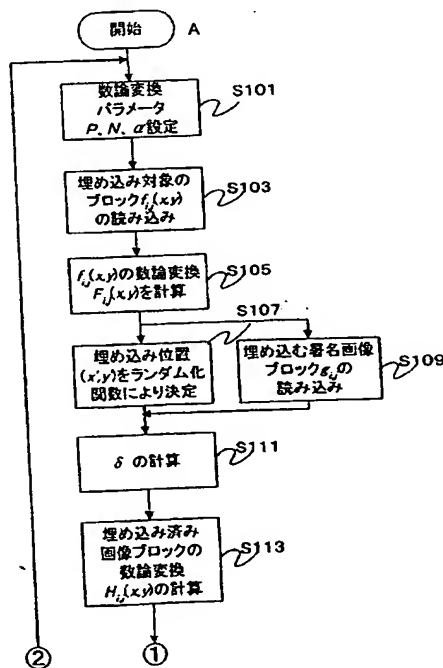 開始
A
数論変換
パラメータ
P、N、α設定
S101
埋め込み対象の
ブロックfij(x,y)
の読み込み
S103
fij(x,y)の数論変換
Fij(x,y)を計算
S105
埋め込み位置
(x',y')をランダム化
関数により決定
S107
埋め込む署名画像
ブロックgijの
読み込み
S109
δ の計算
S111
埋め込み済み
画像ブロックの
数論変換
Hij(x,y)の計算
S113
②
①